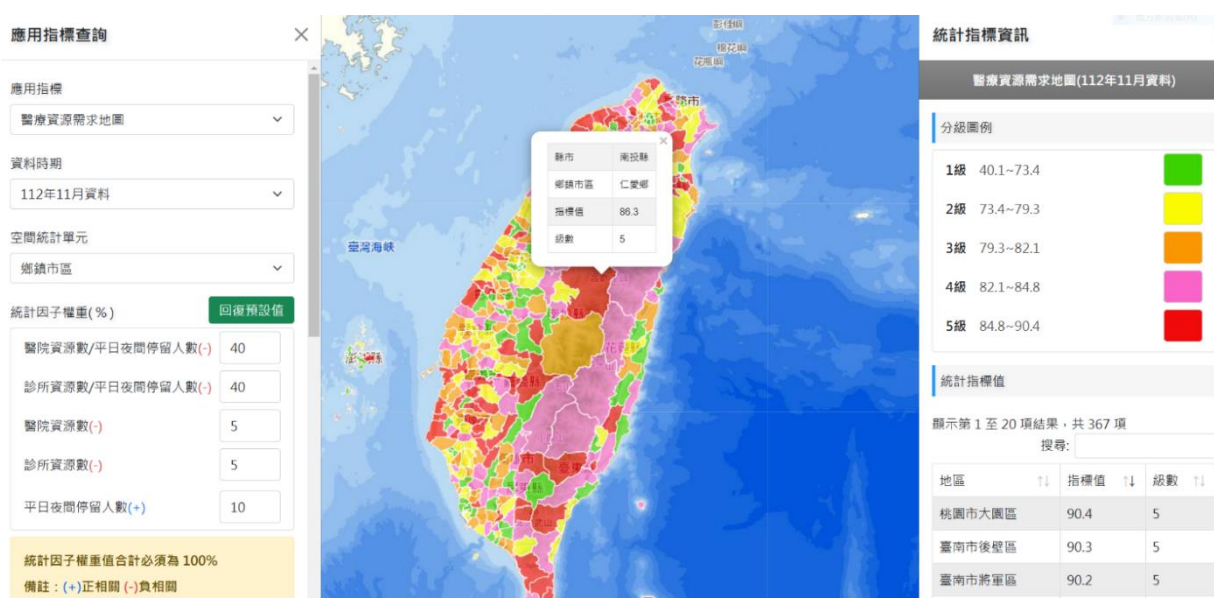 應用指標查詢
應用指標
醫療資源需求地圖
資料時期
112年11月資料
空間統計單元
鄉鎮市區
統計因子權重(%)
回復預設值
醫院資源數/平日夜間停留人數(-) 40
診所資源數/平日夜間停留人數(-) 40
醫院資源數(-) 5
診所資源數(-) 5
平日夜間停留人數(+) 10
統計因子權重值合計必須為 100%
備註：(+)正相關 (-)負相關
彭佳嶼
棉花嶼
花瓶嶼
臺灣海峽
縣市 南投縣
鄉鎮市區 仁愛鄉
指標值 86.3
級數 5
統計指標資訊
醫療資源需求地圖(112年11月資料)
分級圖例
1級 40.1~73.4
2級 73.4~79.3
3級 79.3~82.1
4級 82.1~84.8
5級 84.8~90.4
統計指標值
顯示第 1 至 20 項結果，共 367 項
搜尋:
地區 指標值 級數
桃園市大園區 90.4 5
臺南市後壁區 90.3 5
臺南市將軍區 90.2 5